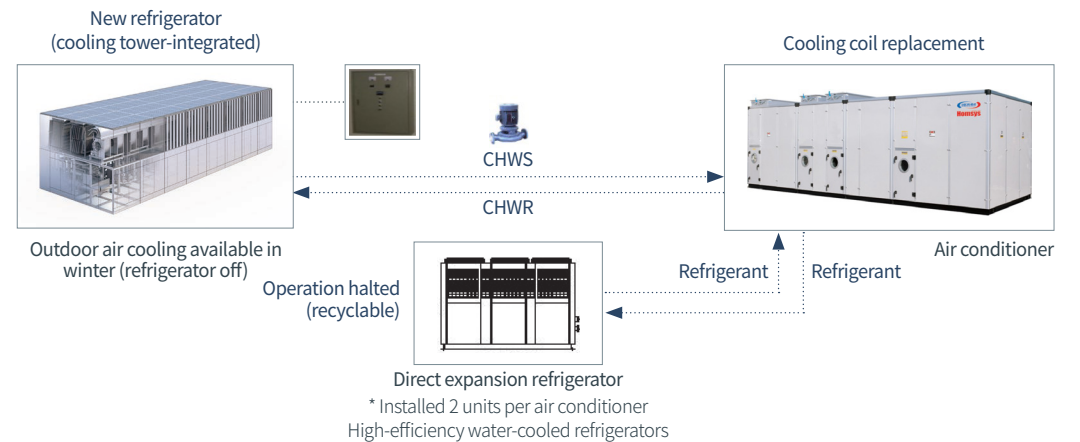 New refrigerator
(cooling tower-integrated)
Cooling coil replacement
Homsys
CHWS
CHWR
Outdoor air cooling available in
winter (refrigerator off)
Air conditioner
Refrigerant
Refrigerant
Operation halted
(recyclable)
Direct expansion refrigerator
* Installed 2 units per air conditioner
High-efficiency water-cooled refrigerators